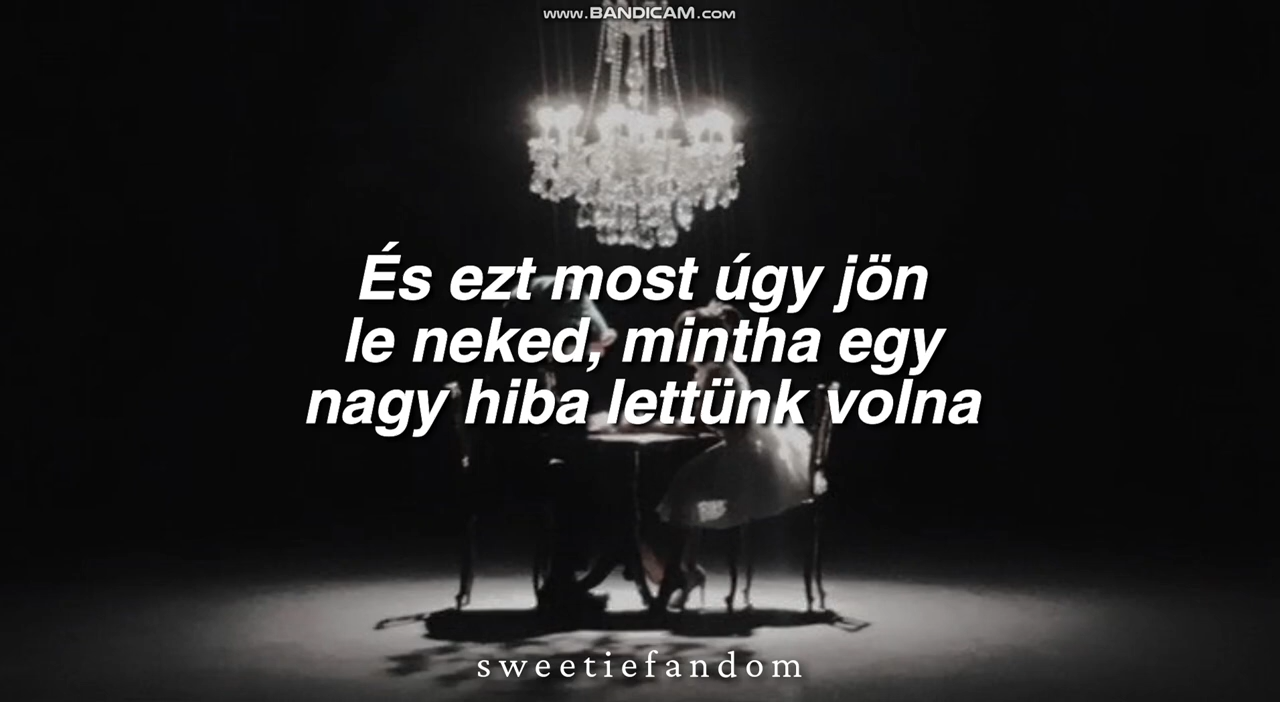 www.BANDICAM.com
És ezt most úgy jön
le neked, mintha egy
nagy hiba lettünk volna
sweetiefandom